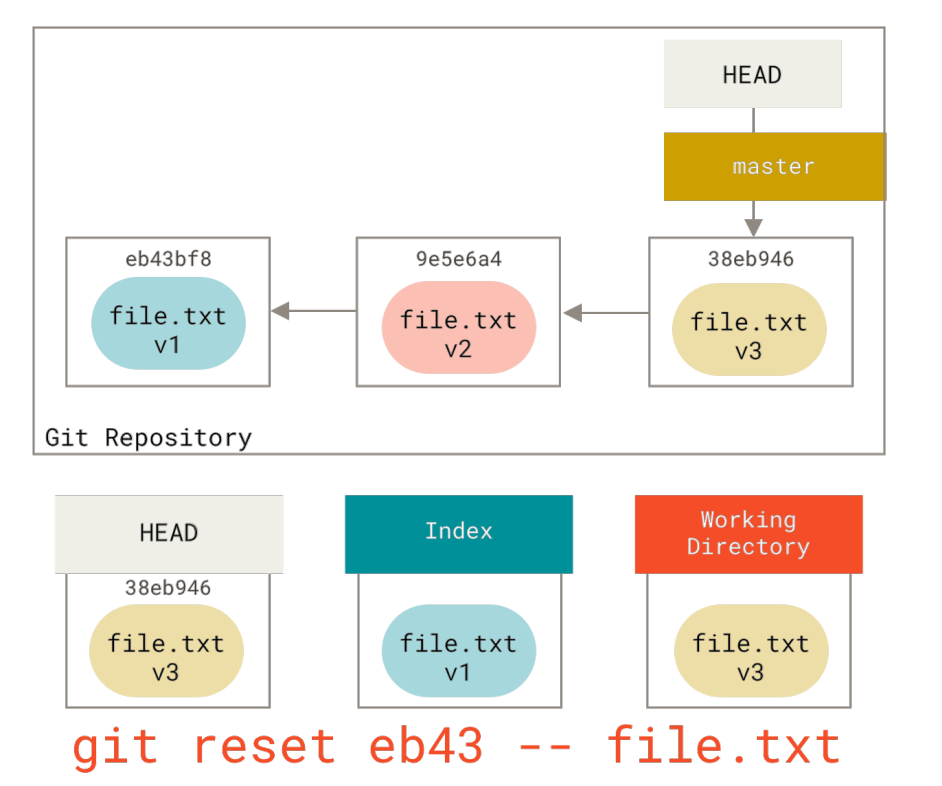 HEAD
master
eb43bf8
file.txt
v1
9e5e6a4
file.txt
v2
38eb946
file.txt
v3
Git Repository
HEAD
38eb946
file.txt
v3
Index
file.txt
v1
Working
Directory
file.txt
v3
git reset eb43 -- file.txt